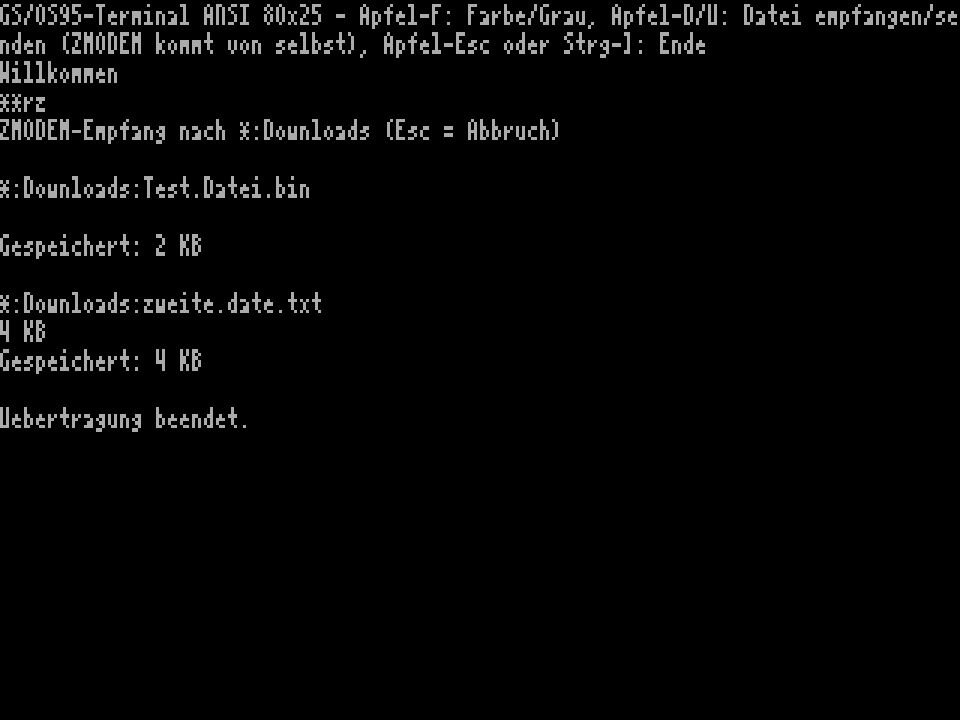 GS/OS95-Terminal ANSI 80x25 - Apfel-F: Farbe/Grau, Apfel-D/U: Datei empfangen/se
nden (ZMODEM kommt von selbst), Apfel-Esc oder Strg-]: Ende
Willkommen
**rz
ZMODEM-Empfang nach *:Downloads (Esc = Abbruch)
*:Downloads:Test.Datei.bin
Gespeichert: 2 KB
*:Downloads:zweite.date.txt
4 KB
Gespeichert: 4 KB
Uebertragung beendet.